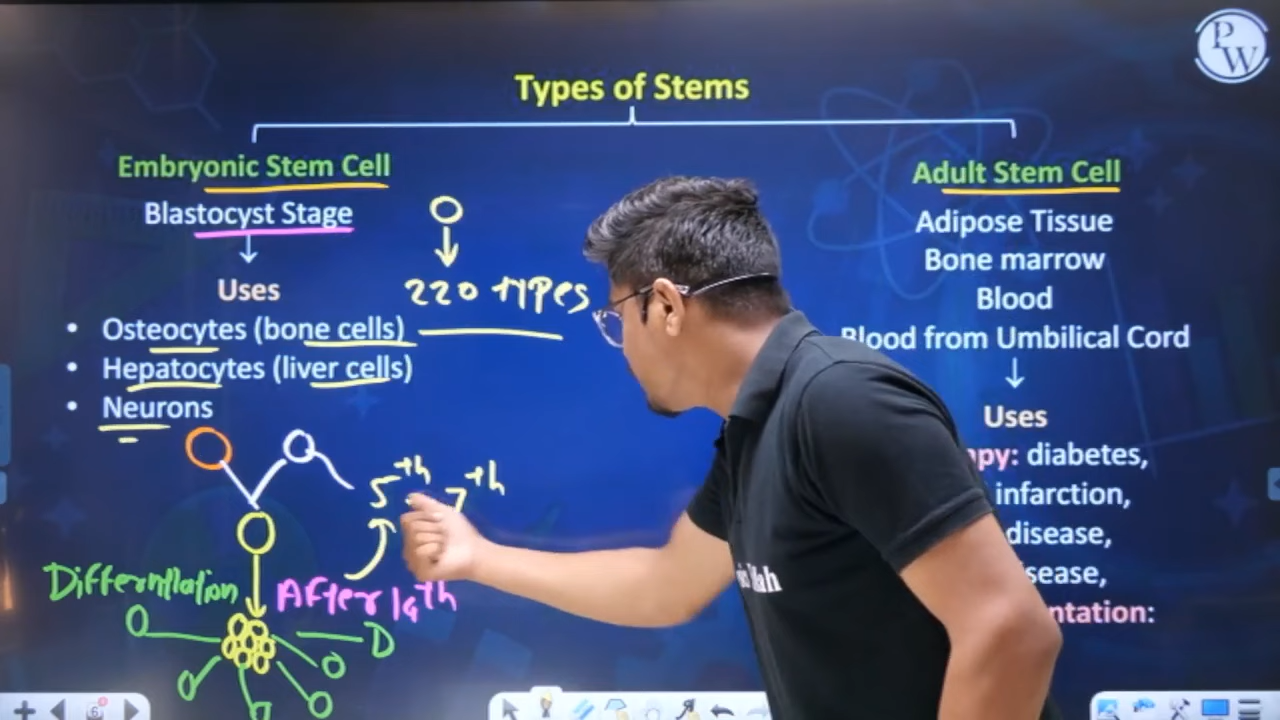 PW
Types of Stems
Embryonic Stem Cell
Blastocyst Stage
↓
Uses
• Osteocytes (bone cells)
• Hepatocytes (liver cells)
• Neurons
220 types
5th 7th
Differntiation
After 14th
D
Adult Stem Cell
Adipose Tissue
Bone marrow
Blood
Blood from Umbilical Cord
↓
Uses
diabetes,
infarction,
disease,